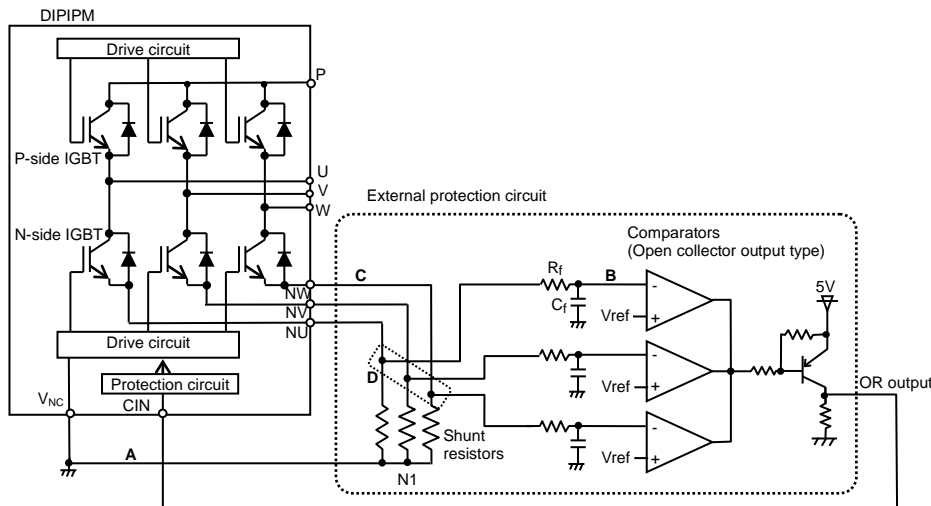 DIPIPM
Drive circuit
P
P-side IGBT
U
V
W
External protection circuit
N-side IGBT
Comparators
(Open collector output type)
C
Rf
B
-
5V
NW
Cf
NV
Vref
+
NU
Drive circuit
-
D
Protection circuit
Vref
+
OR output
VNC
CIN
-
Shunt
resistors
A
Vref
+
N1